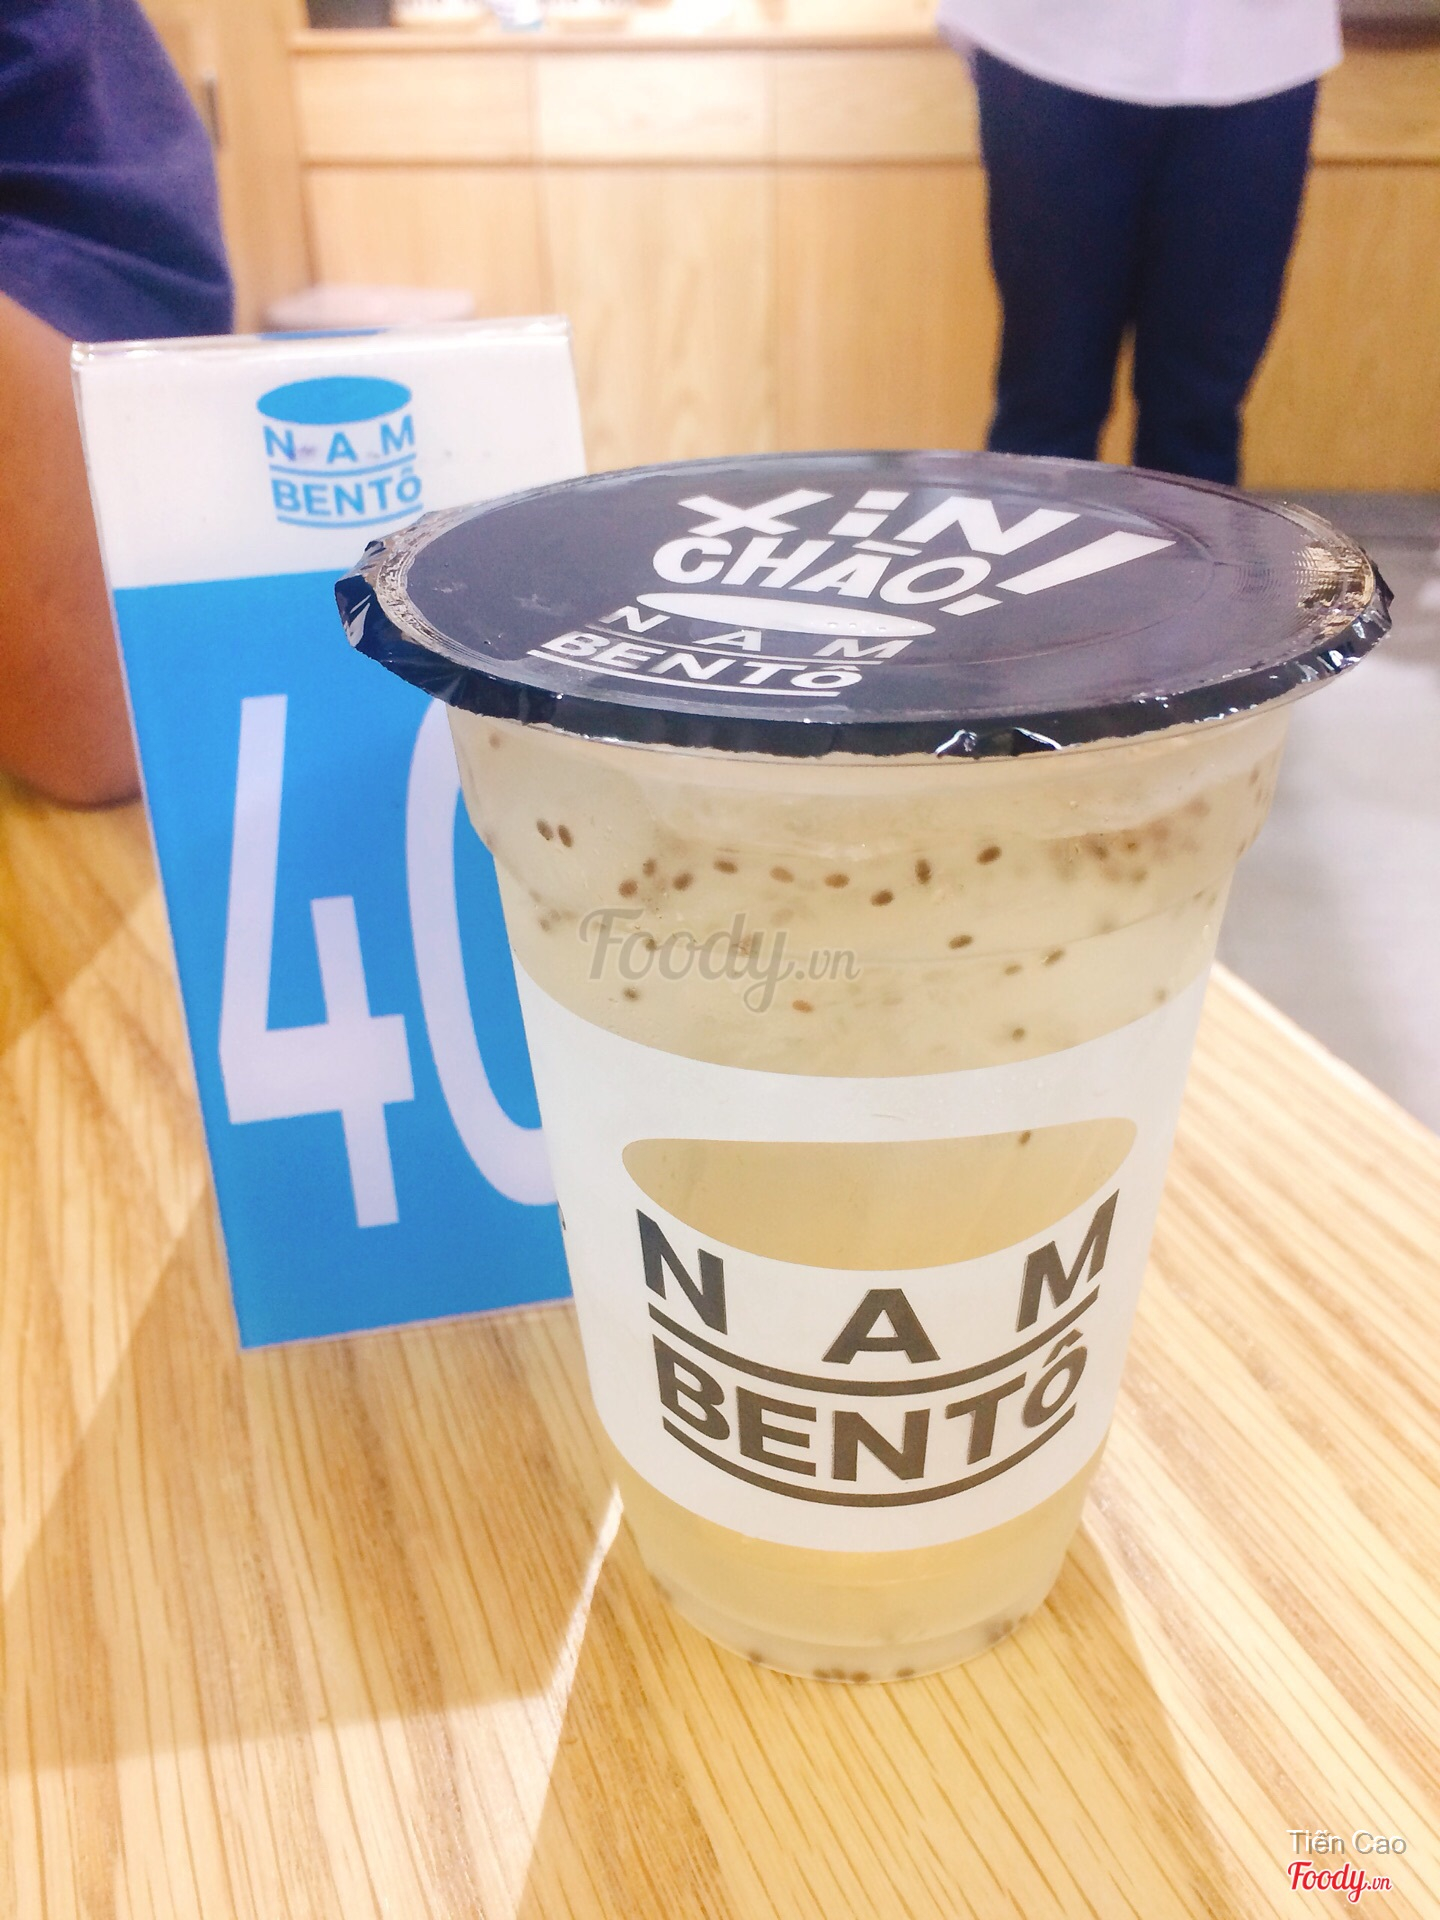 NAM
BENTÔ
XIN
CHÀO,!
NAM
BENTÔ
40
Foody.vn
NAM
BENTÔ
Tiến Cao
Foody.vn